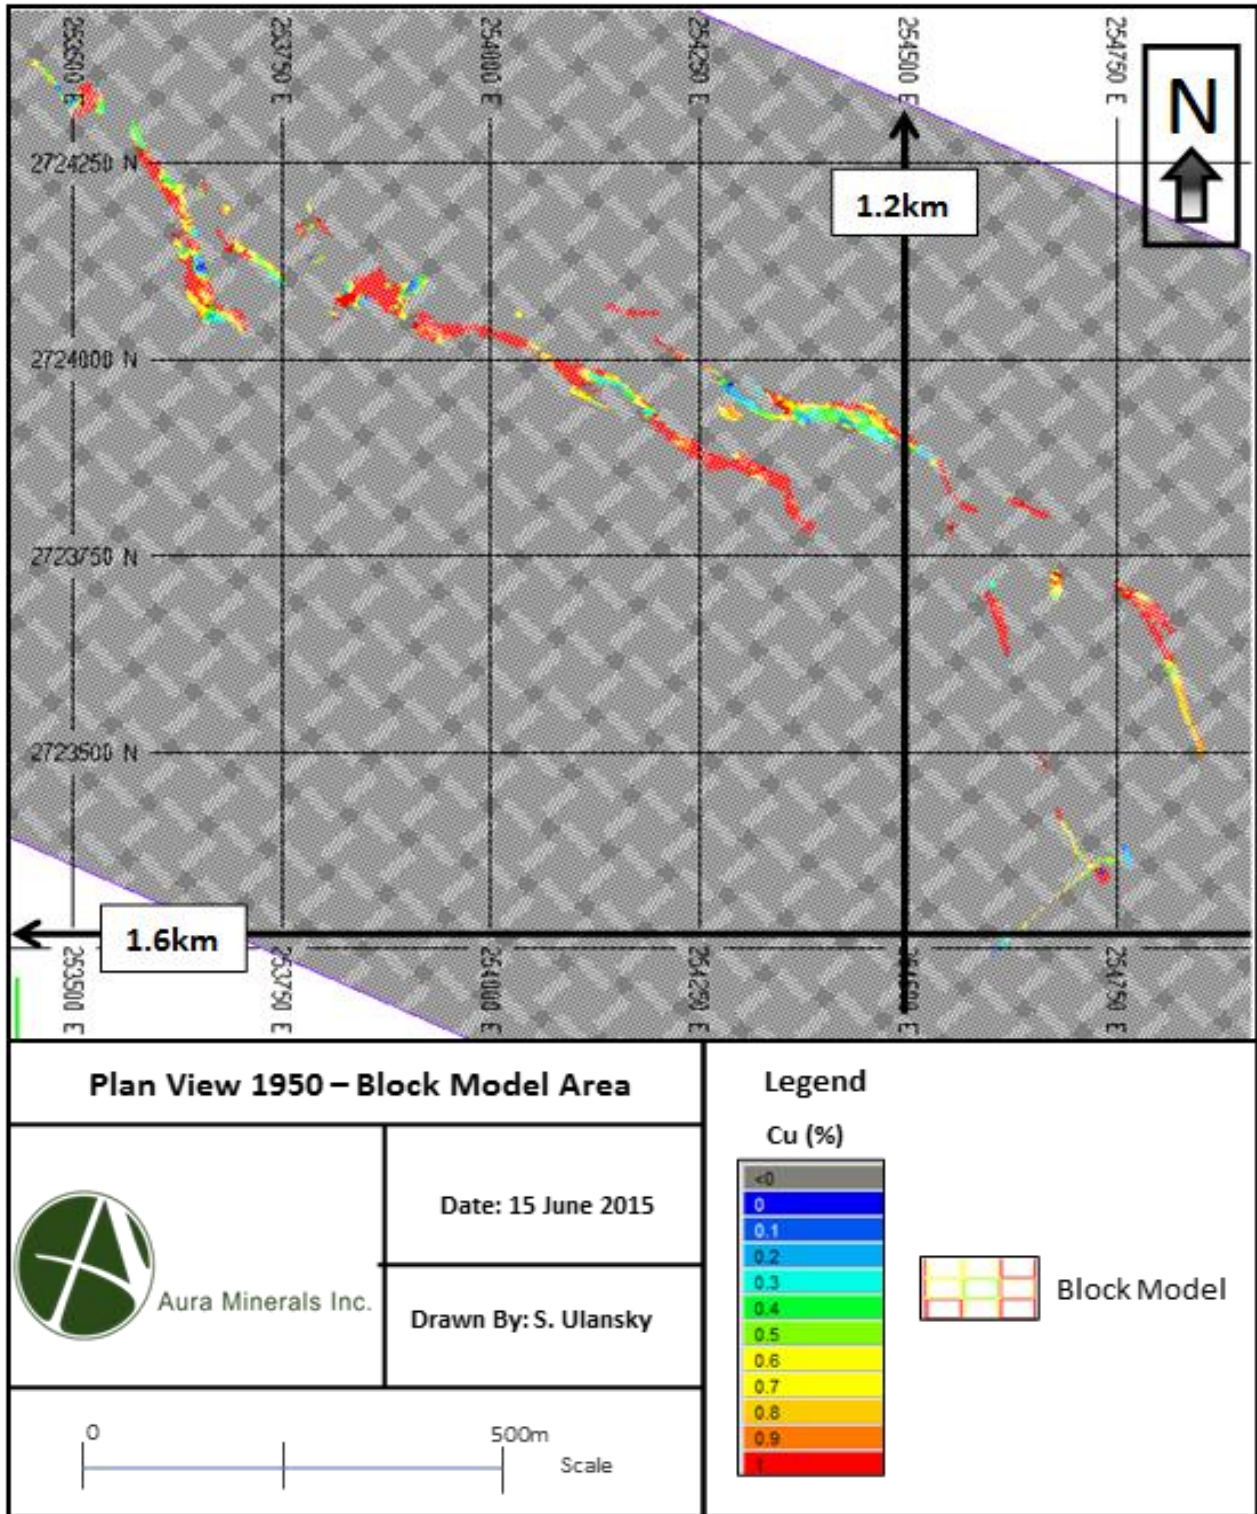 253500 E
253750 E
254000 E
254250 E
254500 E
254750 E
N
2724250 N
1.2km
2724000 N
2723750 N
2723500 N
1.6km
253500 E
253750 E
254000 E
254250 E
254500 E
254750 E
Plan View 1950 – Block Model Area
Aura Minerals Inc.
Date: 15 June 2015
Drawn By: S. Ulansky
0
500m
Scale
Legend
Cu (%)
<0
0
0.1
0.2
0.3
0.4
0.5
0.6
0.7
0.8
0.9
1
Block Model